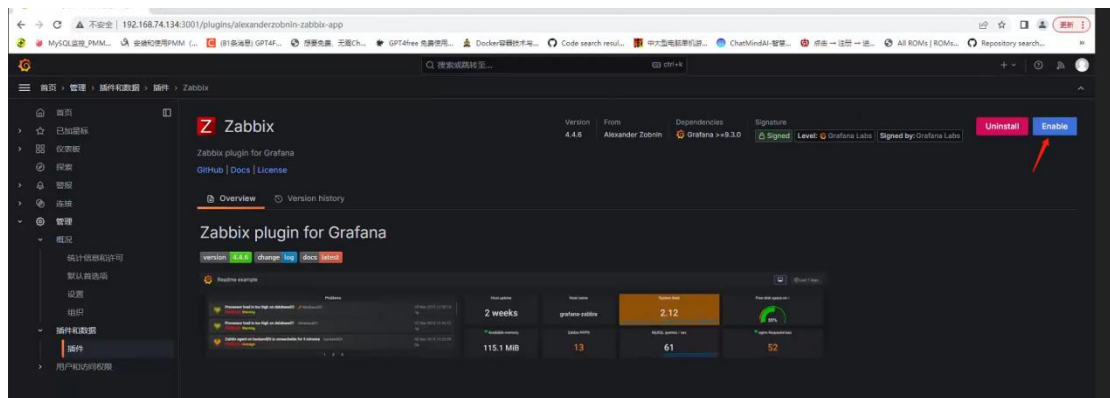 不安全 | 192.168.74.134:3001/plugins/alexanderzobnin-zabbix-app
更新
MySQL监控_PMM... 安装和使用PMM (... (81条消息) GPT4F... 想要免费、无需Ch... GPT4free 免费使用... Docker容器技术与... Code search resul... 中大型电脑单机游... ChatMindAI-智慧... 点击 → 注册 → 进... All ROMs | ROMs... Repository search...
搜索或跳转至... ctrl+k
首页 › 管理 › 插件和数据 › 插件 › Zabbix
首页
已加星标
仪表板
探索
警报
连接
管理
概况
统计信息和许可
默认首选项
设置
组织
插件和数据
插件
用户和访问权限
Zabbix
Version
4.4.6
From
Alexander Zobnin
Dependencies
Grafana >=9.3.0
Signature
Signed Level: Grafana Labs Signed by: Grafana Labs
Uninstall Enable
Zabbix plugin for Grafana
GitHub | Docs | License
Overview Version history
Zabbix plugin for Grafana
version 4.4.6 change log docs latest
Readme example
Problems
Host uptime
2 weeks
Host name
grafana-zabbix
System load
2.12
Free disk space on /
Available memory
115.1 MiB
Zabbix NVPS
13
MySQL queries / sec
61
52